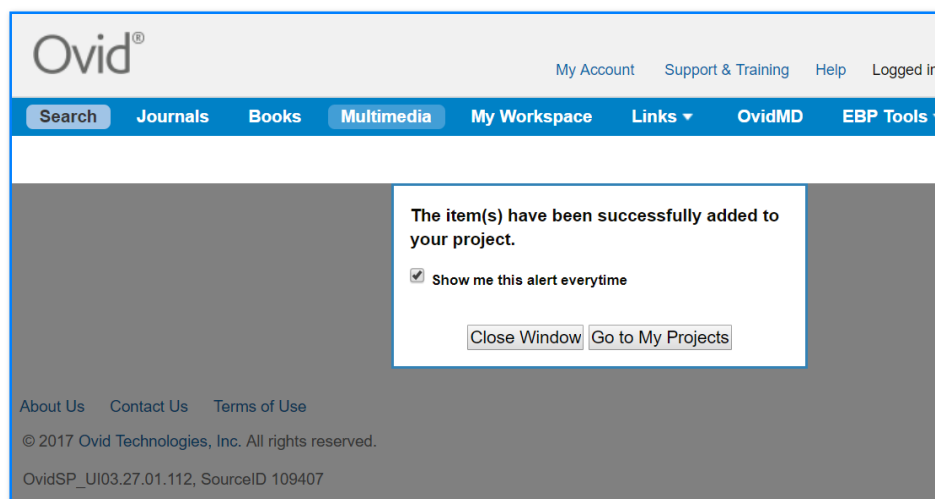 Ovid®
My Account Support & Training Help Logged in
Search Journals Books Multimedia My Workspace Links OvidMD EBP Tools
The item(s) have been successfully added to
your project.
Show me this alert everytime
Close Window Go to My Projects
About Us Contact Us Terms of Use
© 2017 Ovid Technologies, Inc. All rights reserved.
OvidSP_UI03.27.01.112, SourceID 109407